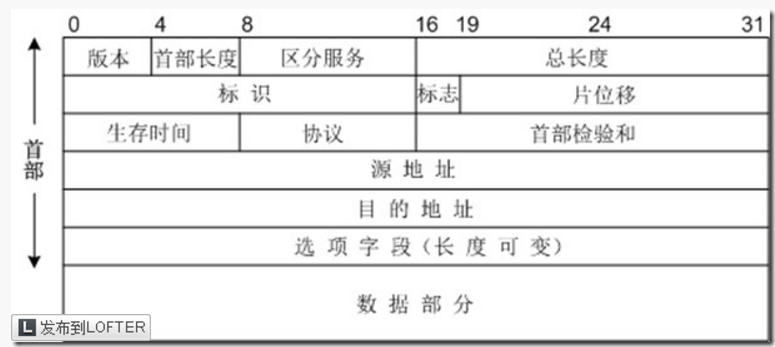 0 4 8 16 19 24 31
版本 首部长度 区分服务 总长度
标识 标志 片位移
生存时间 协议 首部检验和
首部
源地址
目的地址
选项字段(长度可变)
数据部分
L 发布到LOFTER